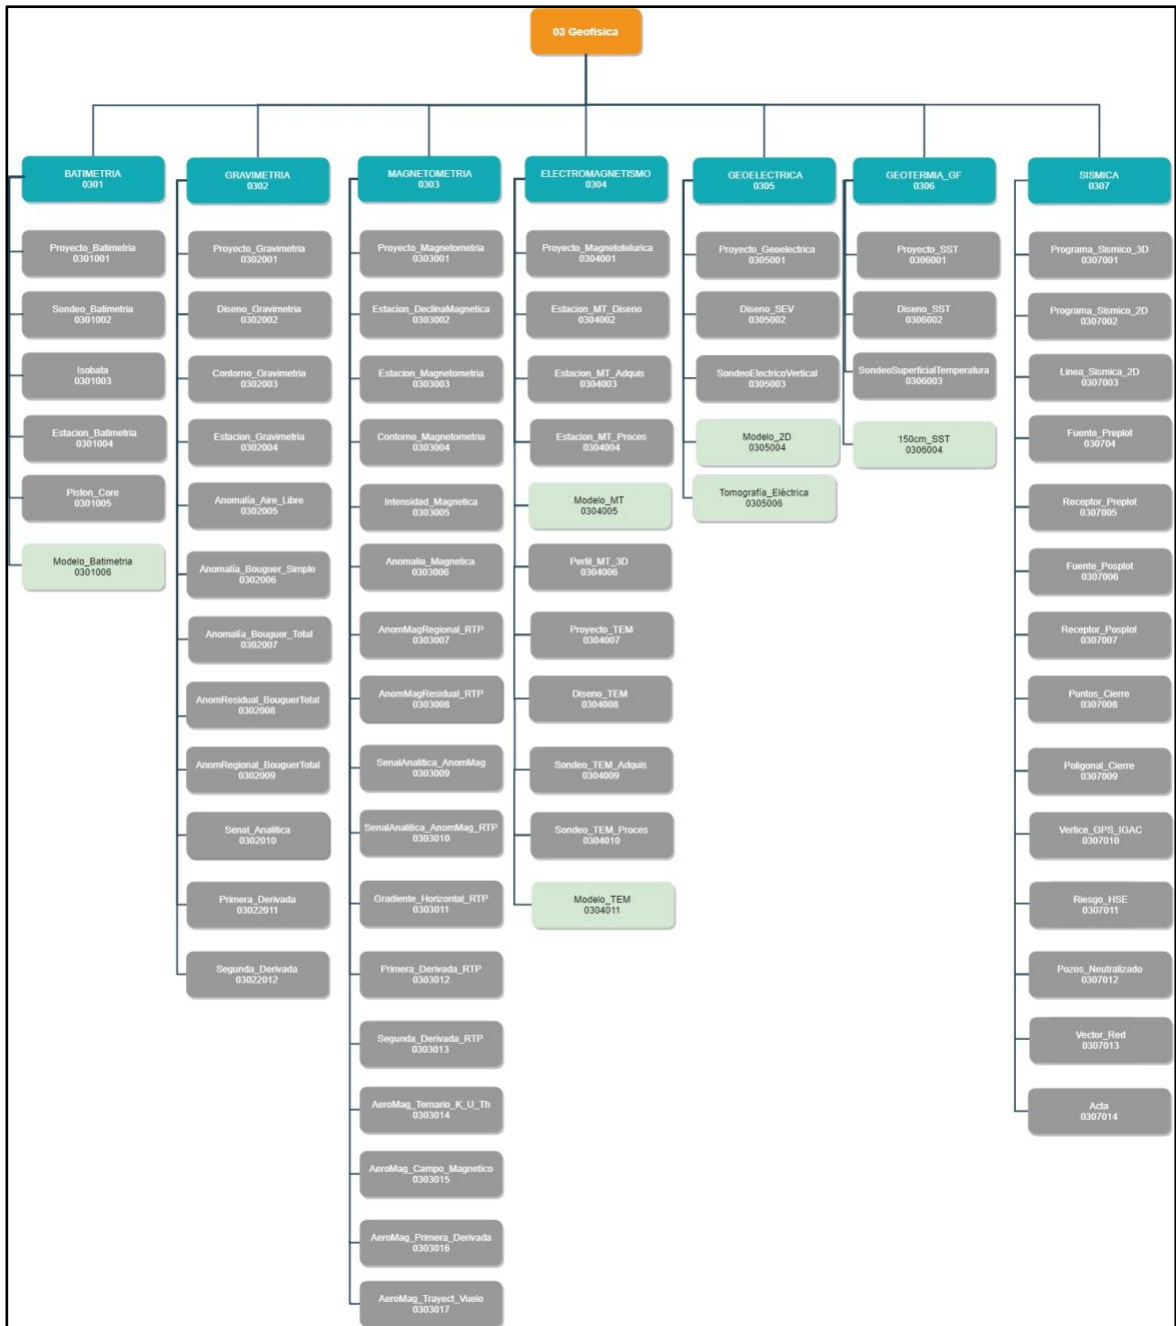 03 Geofisica
BATIMETRIA
0301
Proyecto_Batimetria
0301001
Sondeo_Batimetria
0301002
Isobata
0301003
Estacion_Batimetria
0301004
Piston_Core
0301005
Modelo_Batimetria
0301006
GRAVIMETRIA
0302
Proyecto_Gravimetria
0302001
Diseno_Gravimetria
0302002
Contorno_Gravimetria
0302003
Estacion_Gravimetria
0302004
Anomalía_Aire_Libre
0302005
Anomalía_Bouguer_Simple
0302006
Anomalía_Bouguer_Total
0302007
AnomResidual_BouguerTotal
0302008
AnomRegional_BouguerTotal
0302009
Senal_Analitica
0302010
Primera_Derivada
03022011
Segunda_Derivada
03022012
MAGNETOMETRIA
0303
Proyecto_Magnetometria
0303001
Estacion_DeclinaMagnetica
0303002
Estacion_Magnetometria
0303003
Contorno_Magnetometria
0303004
Intensidad_Magnetica
0303005
Anomalia_Magnetica
0303006
AnomMagRegional_RTP
0303007
AnomMagResidual_RTP
0303008
SenalAnalitica_AnomMag
0303009
SenalAnalitica_AnomMag_RTP
0303010
Gradiente_Horizontal_RTP
0303011
Primera_Derivada_RTP
0303012
Segunda_Derivada_RTP
0303013
AeroMag_Ternario_K_U_Th
0303014
AeroMag_Campo_Magnetico
0303015
AeroMag_Primera_Derivada
0303016
AeroMag_Trayect_Vuelo
0303017
ELECTROMAGNETISMO
0304
Proyecto_Magnetotelurica
0304001
Estacion_MT_Diseno
0304002
Estacion_MT_Adquis
0304003
Estacion_MT_Proces
0304004
Modelo_MT
0304005
Perfil_MT_3D
0304006
Proyecto_TEM
0304007
Diseno_TEM
0304008
Sondeo_TEM_Adquis
0304009
Sondeo_TEM_Proces
0304010
Modelo_TEM
0304011
GEOELECTRICA
0305
Proyecto_Geoelectrica
0305001
Diseno_SEV
0305002
SondeoElectricoVertical
0305003
Modelo_2D
0305004
Tomografía_Eléctrica
0305006
GEOTERMIA_GF
0306
Proyecto_SST
0306001
Diseno_SST
0306002
SondeoSuperficialTemperatura
0306003
150cm_SST
0306004
SISMICA
0307
Programa_Sismico_3D
0307001
Programa_Sismico_2D
0307002
Linea_Sismica_2D
0307003
Fuente_Preplot
030704
Receptor_Preplot
0307005
Fuente_Posplot
0307006
Receptor_Posplot
0307007
Puntos_Cierre
0307008
Poligonal_Cierre
0307009
Vertice_GPS_IGAC
0307010
Riesgo_HSE
0307011
Pozos_Neutralizado
0307012
Vector_Red
0307013
Acta
0307014